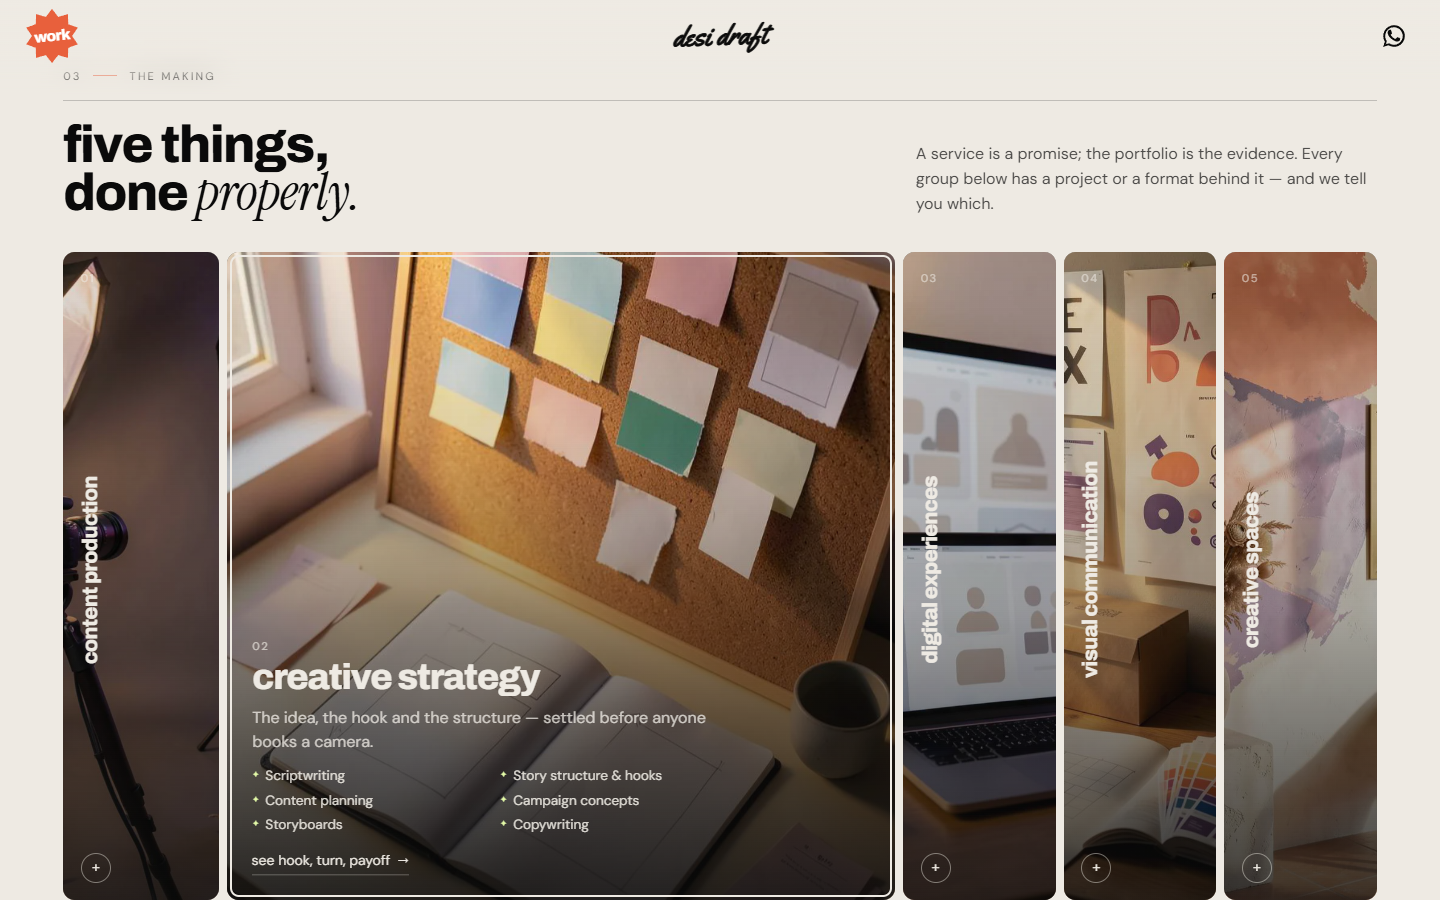 work
desi draft
03 — THE MAKING
five things,
done properly.
A service is a promise; the portfolio is the evidence. Every
group below has a project or a format behind it — and we tell
you which.
01
content production
+
02
creative strategy
The idea, the hook and the structure — settled before anyone
books a camera.
✦ Scriptwriting
✦ Content planning
✦ Storyboards
✦ Story structure & hooks
✦ Campaign concepts
✦ Copywriting
see hook, turn, payoff →
03
digital experiences
+
04
visual communication
+
05
creative spaces
+